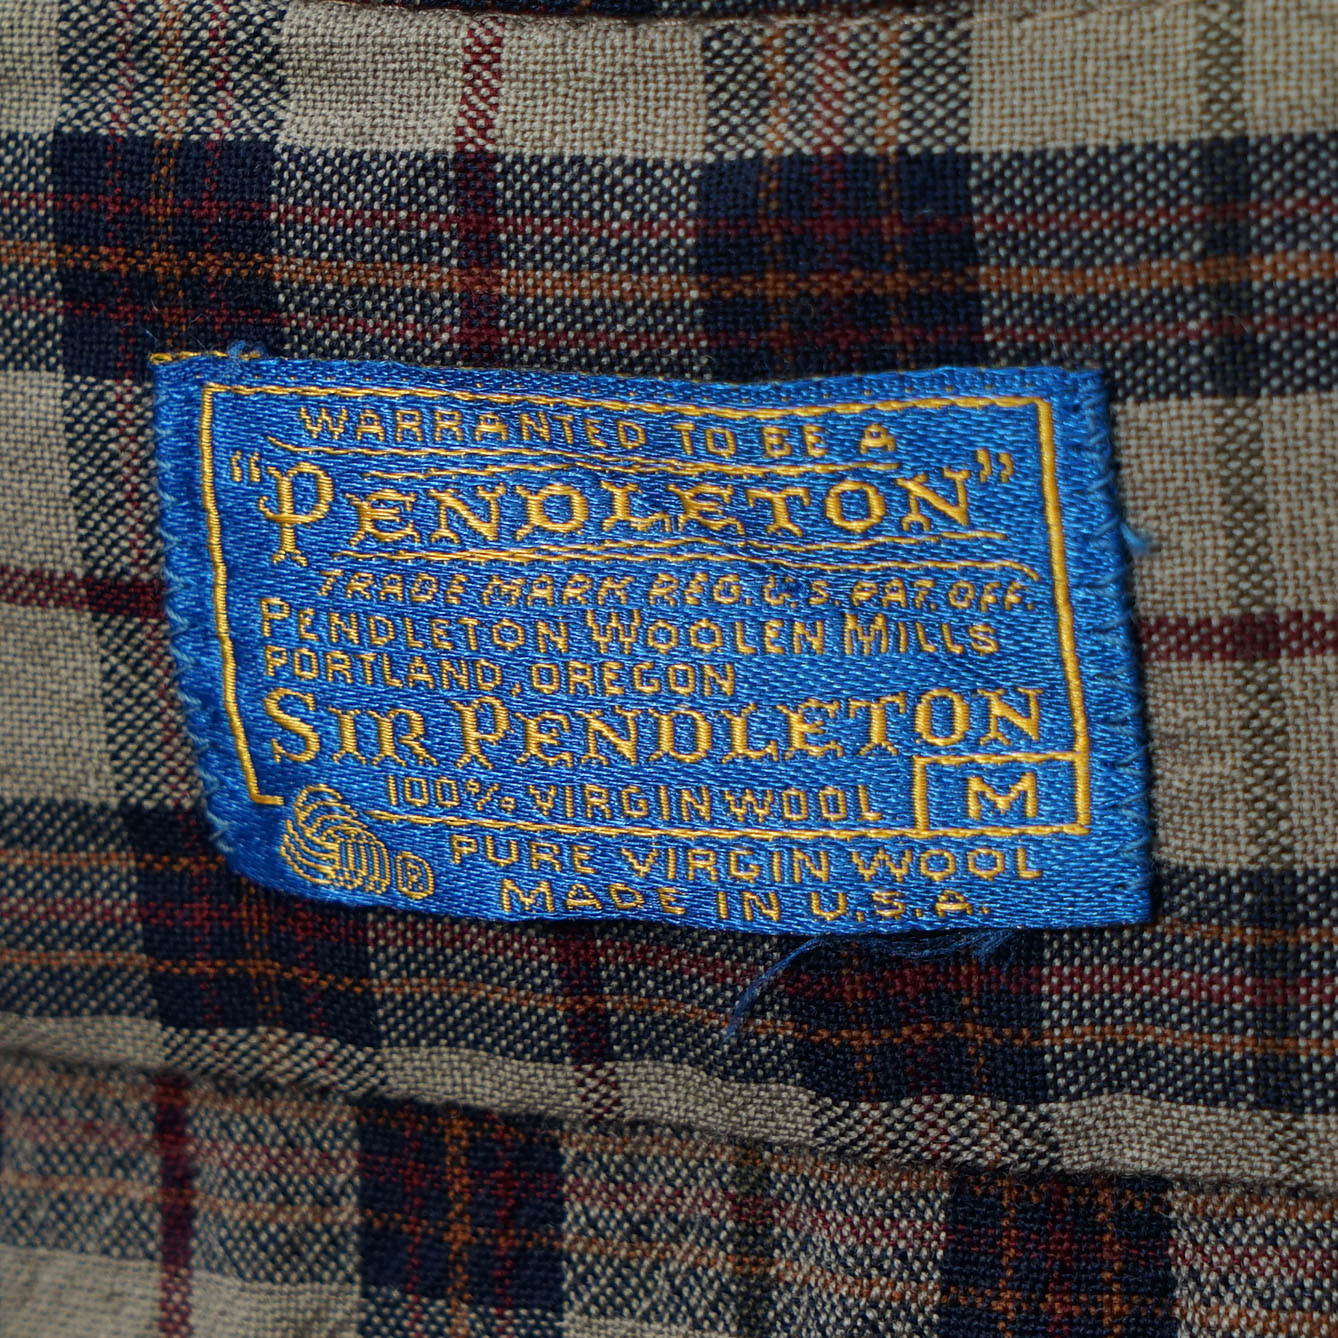 WARRANTED TO BE A
"PENDLETON"
TRADE MARK REG. U.S. PAT. OFF.
PENDLETON WOOLEN MILLS
PORTLAND, OREGON
SIR PENDLETON
100% VIRGIN WOOL M
® PURE VIRGIN WOOL
MADE IN U.S.A.